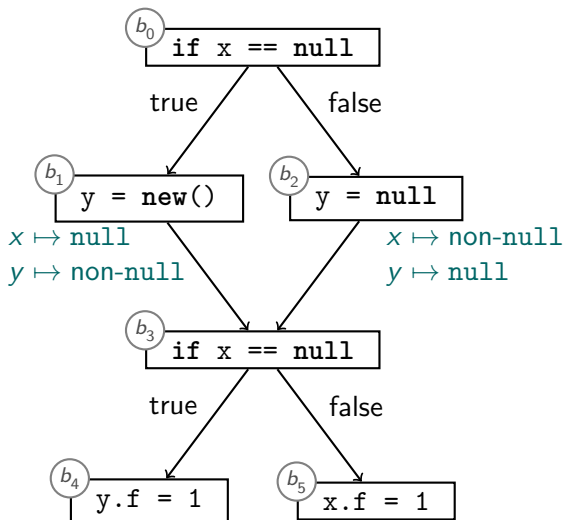 b0
if x == null
true
false
b1
y = new()
b2
y = null
x ↦ null
y ↦ non-null
x ↦ non-null
y ↦ null
b3
if x == null
true
false
b4
y.f = 1
b5
x.f = 1